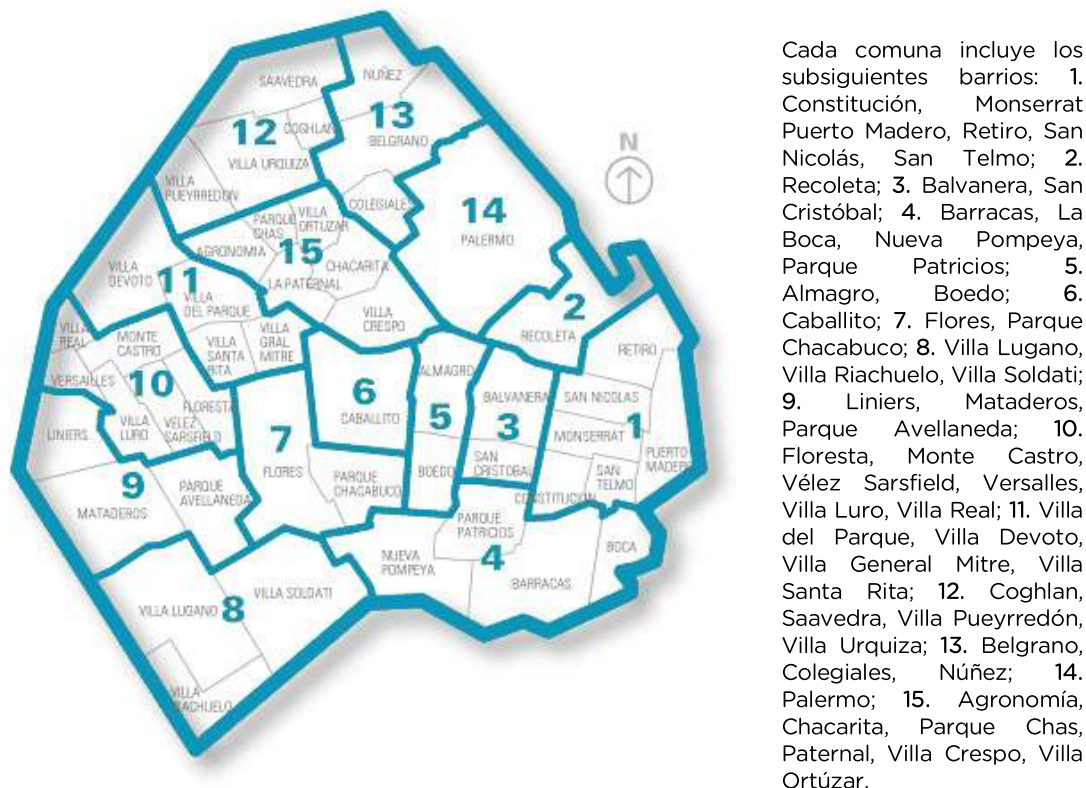 SAAVEDRA
NUÑEZ
12
COGHLAN
13
BELGRANO
VILLA URQUIZA
VILLA
PUEYRREDON
N
COLEGIALES
14
PALERMO
PARQUE
CHAS
VILLA
ORTUZAR
AGRONOMIA
15
CHACARITA
LA PATERNAL
VILLA
DEVOTO
11
VILLA
DEL PARQUE
VILLA
CRESPO
2
RECOLETA
VILLA
REAL
MONTE
CASTRO
VILLA
SANTA
RITA
VILLA
GRAL
MITRE
RETIRO
VERSAILLES
10
FLORESTA
6
CABALLITO
ALMAGRO
5
BALVANERA
3
SAN NICOLAS
1
MONSERRAT
LINIERS
VILLA
LURO
VELEZ
SARSFIELD
7
FLORES
PUERTO
MADERO
BOEDO
SAN
CRISTOBAL
SAN
TELMO
CONSTITUCION
9
MATADEROS
PARQUE
AVELLANEDA
PARQUE
CHACABUCO
PARQUE
PATRICIOS
4
NUEVA
POMPEYA
BOCA
BARRACAS
VILLA LUGANO
8
VILLA SOLDATI
VILLA
RIACHUELO
Cada comuna incluye los
subsiguientes barrios: 1.
Constitución, Monserrat
Puerto Madero, Retiro, San
Nicolás, San Telmo; 2.
Recoleta; 3. Balvanera, San
Cristóbal; 4. Barracas, La
Boca, Nueva Pompeya,
Parque Patricios; 5.
Almagro, Boedo; 6.
Caballito; 7. Flores, Parque
Chacabuco; 8. Villa Lugano,
Villa Riachuelo, Villa Soldati;
9. Liniers, Mataderos,
Parque Avellaneda; 10.
Floresta, Monte Castro,
Vélez Sarsfield, Versalles,
Villa Luro, Villa Real; 11. Villa
del Parque, Villa Devoto,
Villa General Mitre, Villa
Santa Rita; 12. Coghlan,
Saavedra, Villa Pueyrredón,
Villa Urquiza; 13. Belgrano,
Colegiales, Núñez; 14.
Palermo; 15. Agronomía,
Chacarita, Parque Chas,
Paternal, Villa Crespo, Villa
Ortúzar.